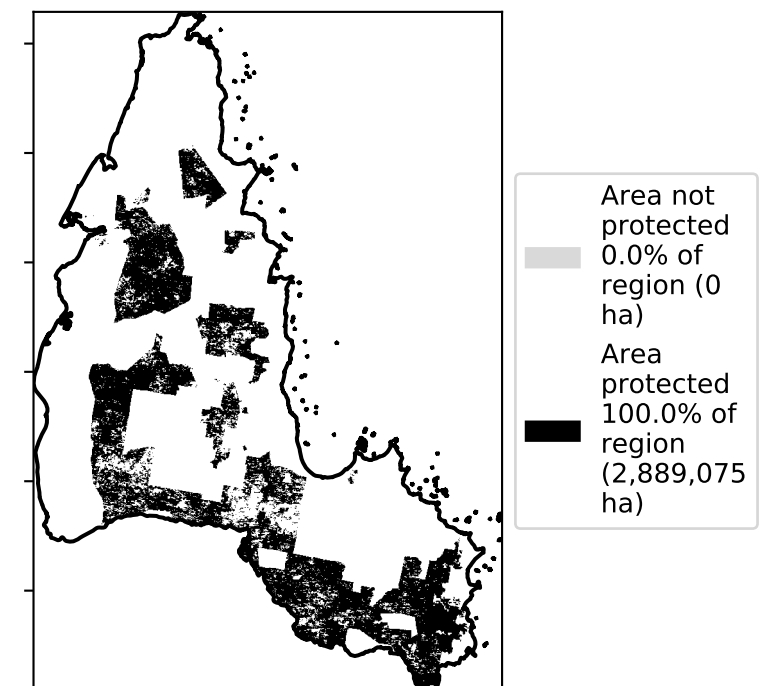 Area not
protected
0.0% of
region (0
ha)
Area
protected
100.0% of
region
(2,889,075
ha)